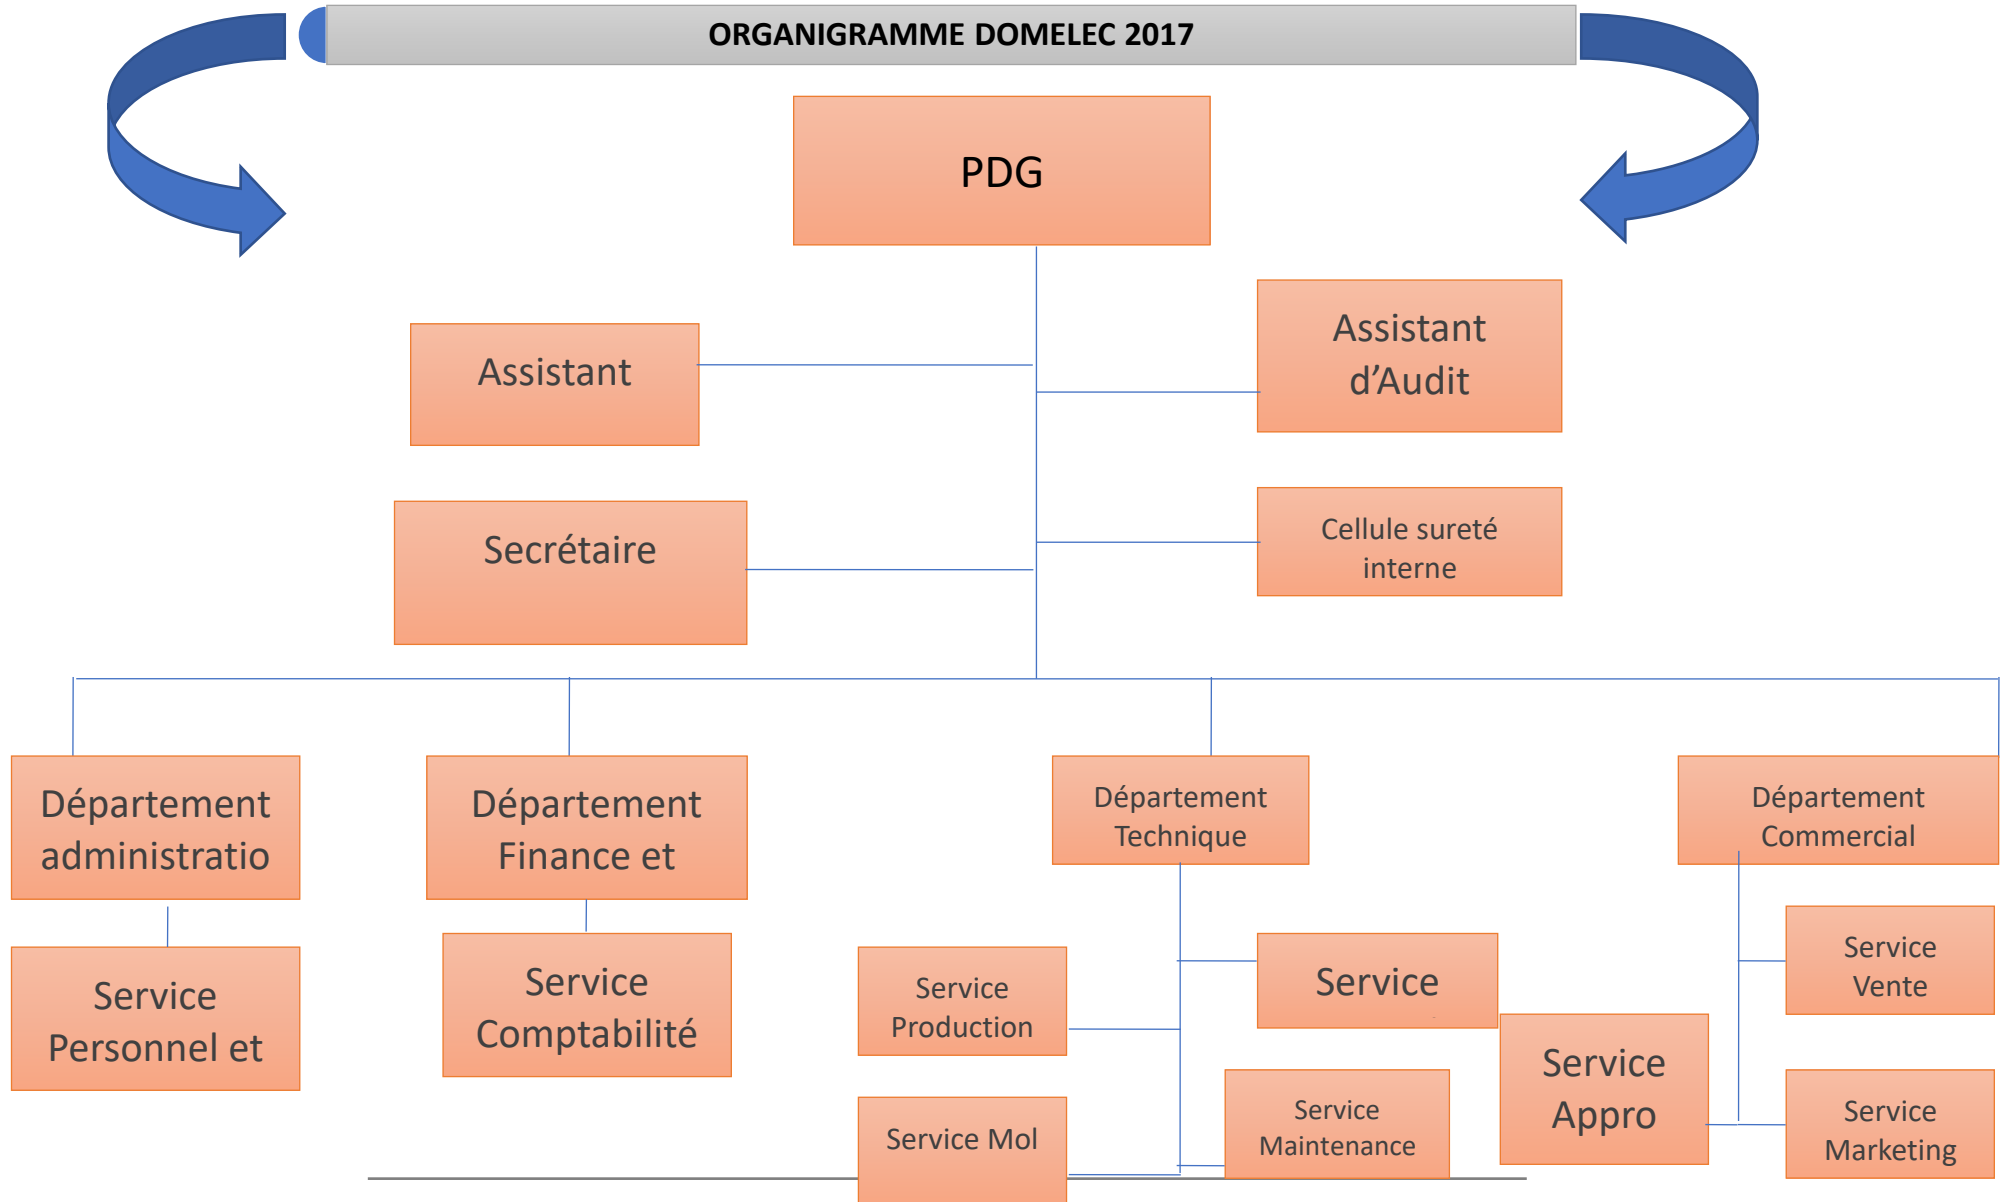 ORGANIGRAMME DOMELEC 2017
PDG
Assistant
Assistant
d’Audit
Secrétaire
Cellule sureté
interne
Département
administratio
Département
Finance et
Département
Technique
Département
Commercial
Service
Personnel et
Service
Comptabilité
Service
Production
Service
Service
Vente
Service
Appro
Service Mol
Service
Maintenance
Service
Marketing